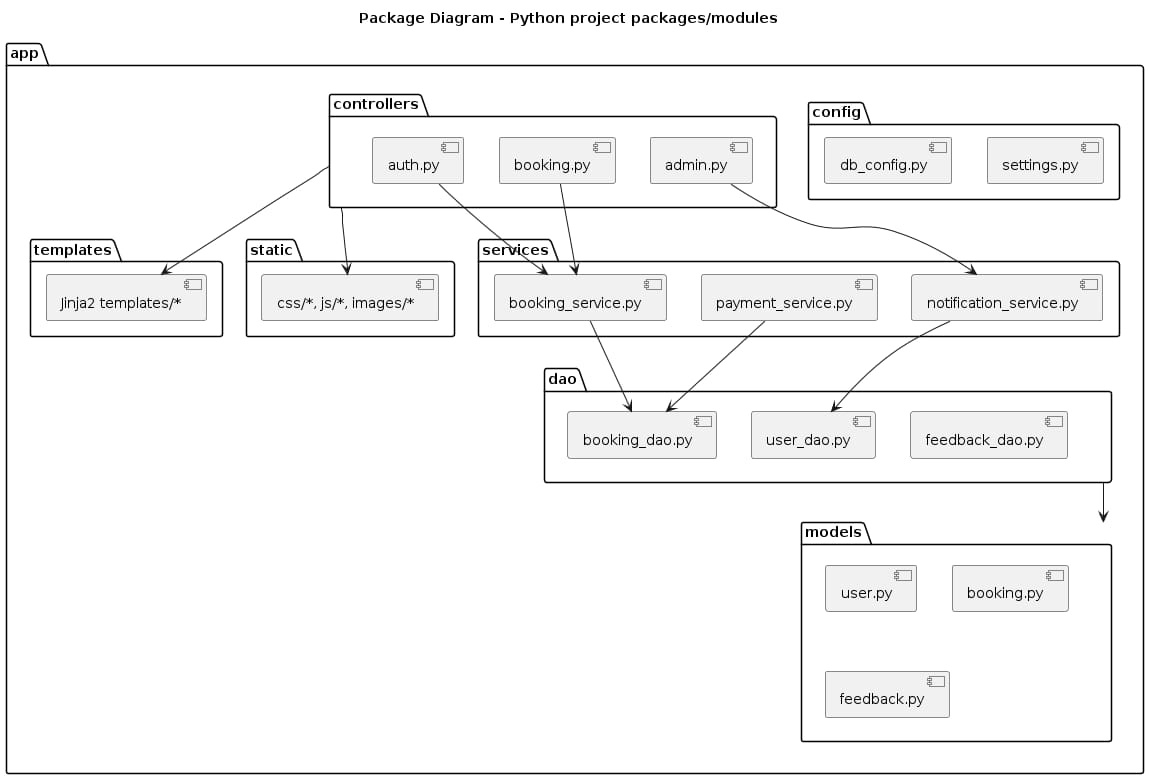 Package Diagram - Python project packages/modules
app
controllers
auth.py
booking.py
admin.py
config
db_config.py
settings.py
templates
Jinja2 templates/*
static
css/*, js/*, images/*
services
booking_service.py
payment_service.py
notification_service.py
dao
booking_dao.py
user_dao.py
feedback_dao.py
models
user.py
booking.py
feedback.py